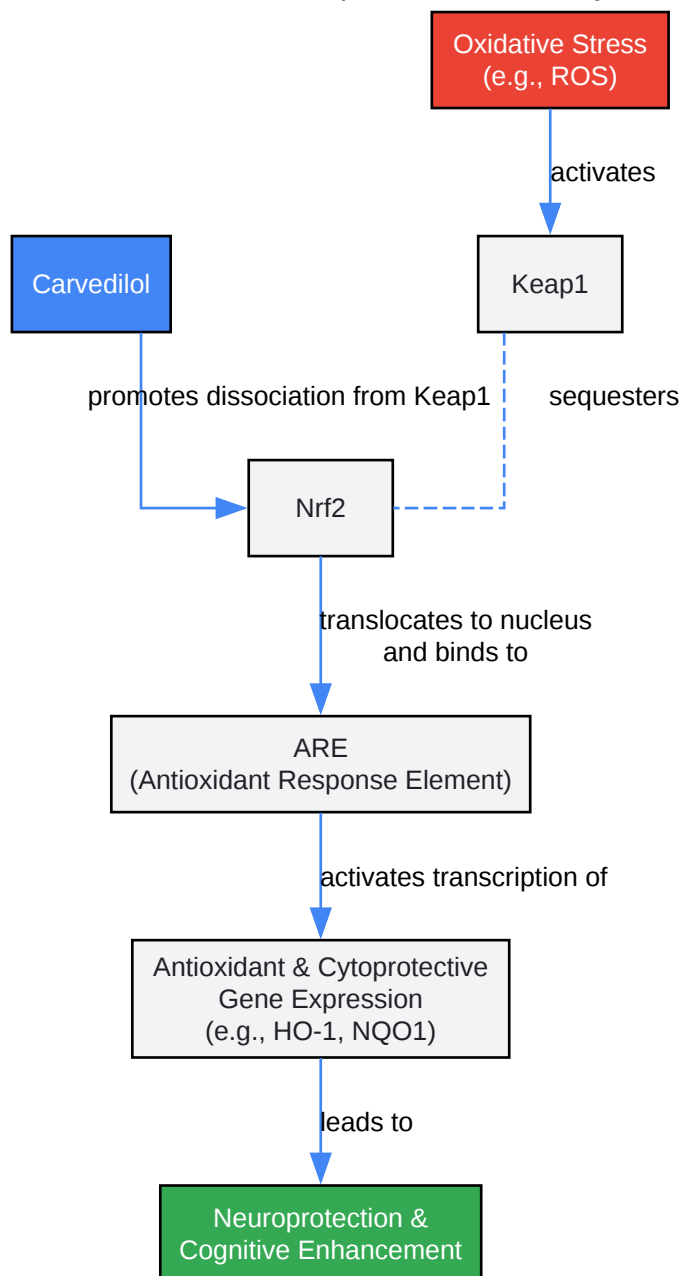 Oxidative Stress
(e.g., ROS)
activates
Carvedilol
Keap1
promotes dissociation from Keap1
sequesters
Nrf2
translocates to nucleus
and binds to
ARE
(Antioxidant Response Element)
activates transcription of
Antioxidant & Cytoprotective
Gene Expression
(e.g., HO-1, NQO1)
leads to
Neuroprotection &
Cognitive Enhancement